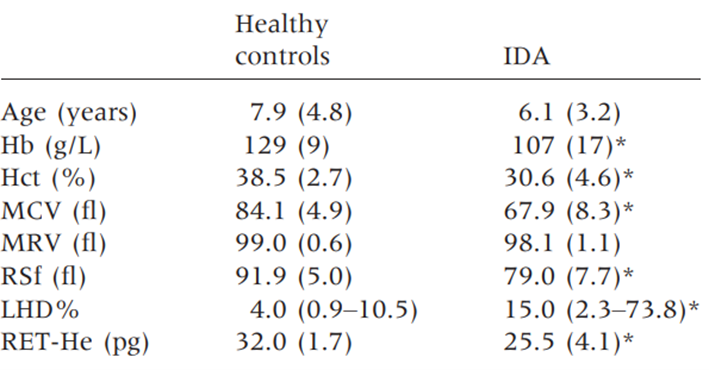 Healthy
controls IDA
Age (years) 7.9 (4.8) 6.1 (3.2)
Hb (g/L) 129 (9) 107 (17)*
Hct (%) 38.5 (2.7) 30.6 (4.6)*
MCV (fl) 84.1 (4.9) 67.9 (8.3)*
MRV (fl) 99.0 (0.6) 98.1 (1.1)
RSf (fl) 91.9 (5.0) 79.0 (7.7)*
LHD% 4.0 (0.9–10.5) 15.0 (2.3–73.8)*
RET-He (pg) 32.0 (1.7) 25.5 (4.1)*